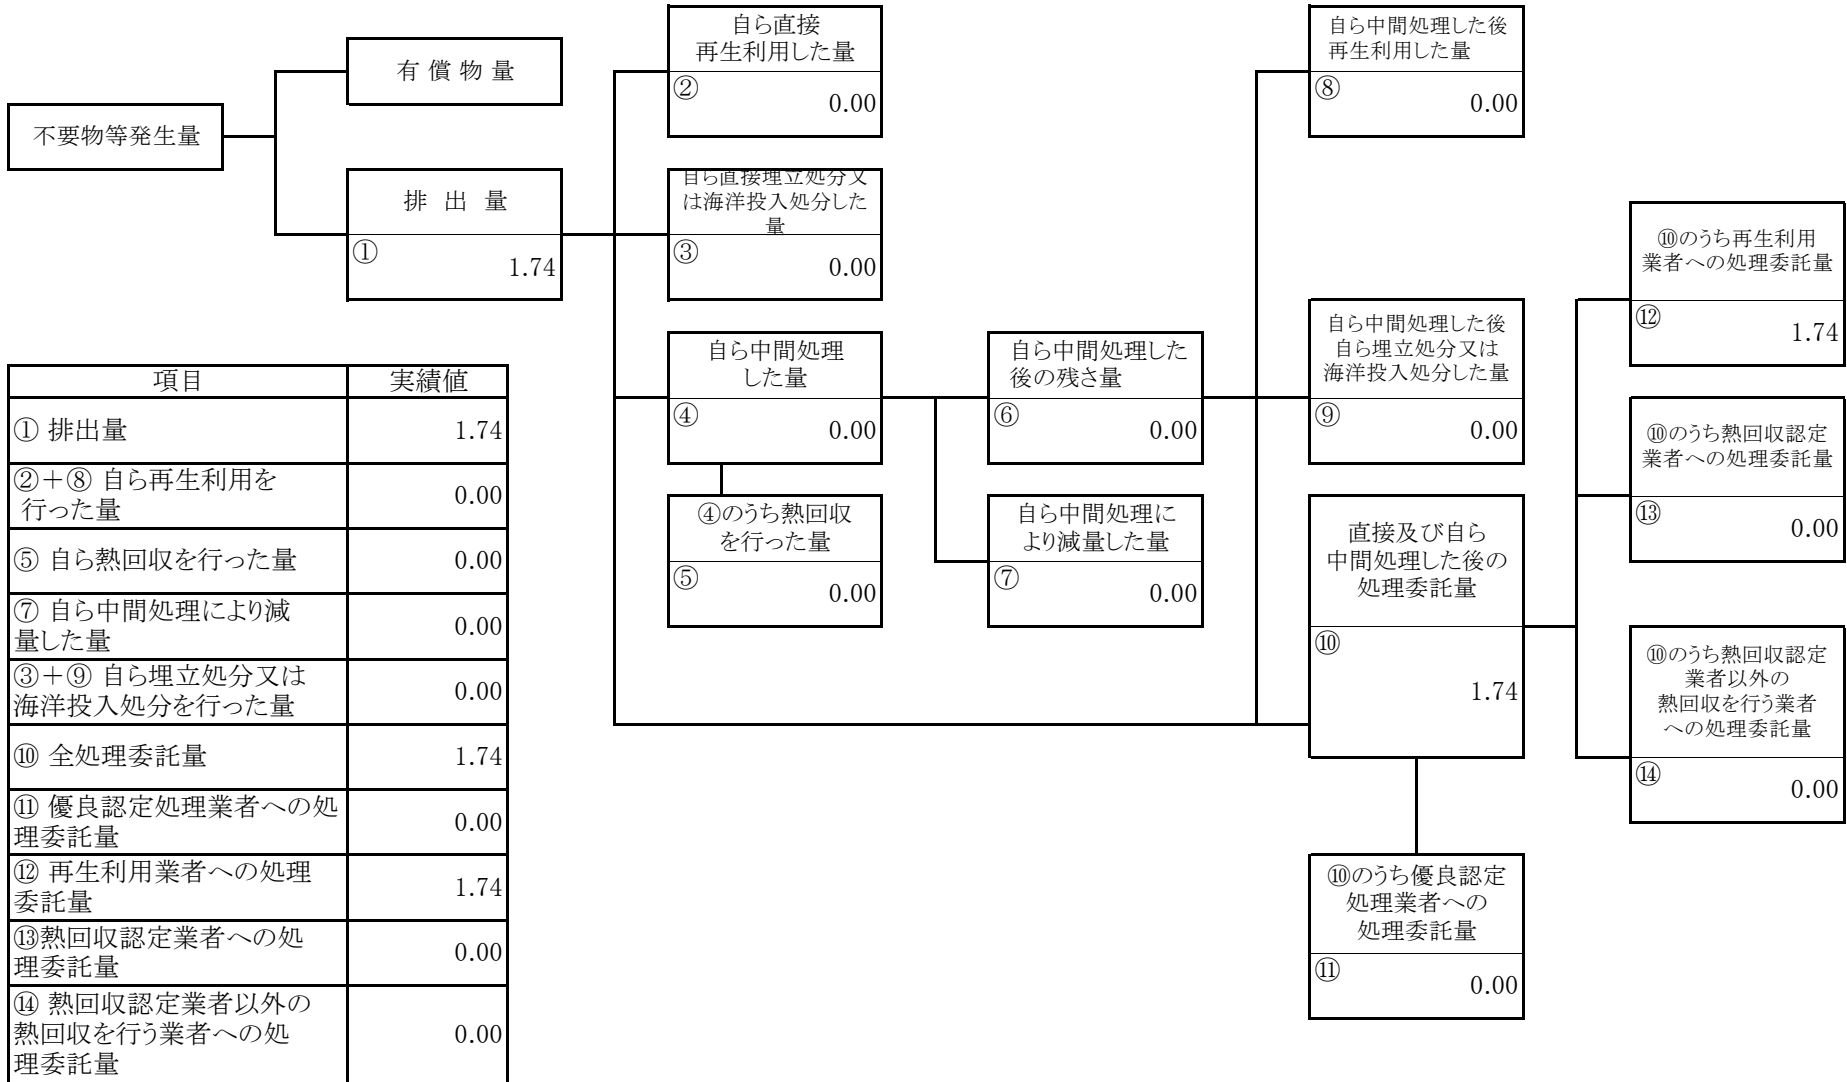 不要物等発生量
有 償 物 量
排 出 量
①
1.74
自ら直接
再生利用した量
②
0.00
自ら直接埋立処分又
は海洋投入処分した
量
③
0.00
自ら中間処理
した量
④
0.00
④のうち熱回収
を行った量
⑤
0.00
自ら中間処理した
後の残さ量
⑥
0.00
自ら中間処理に
より減量した量
⑦
0.00
自ら中間処理した後
再生利用した量
⑧
0.00
自ら中間処理した後
自ら埋立処分又は
海洋投入処分した量
⑨
0.00
直接及び自ら
中間処理した後の
処理委託量
⑩
1.74
⑩のうち優良認定
処理業者への
処理委託量
⑪
0.00
⑩のうち再生利用
業者への処理委託量
⑫
1.74
⑩のうち熱回収認定
業者への処理委託量
⑬
0.00
⑩のうち熱回収認定
業者以外の
熱回収を行う業者
への処理委託量
⑭
0.00
項目 実績値
① 排出量 1.74
②＋⑧ 自ら再生利用を
行った量 0.00
⑤ 自ら熱回収を行った量 0.00
⑦ 自ら中間処理により減
量した量 0.00
③＋⑨ 自ら埋立処分又は
海洋投入処分を行った量 0.00
⑩ 全処理委託量 1.74
⑪ 優良認定処理業者への処
理委託量 0.00
⑫ 再生利用業者への処理
委託量 1.74
⑬熱回収認定業者への処
理委託量 0.00
⑭ 熱回収認定業者以外の
熱回収を行う業者への処
理委託量 0.00